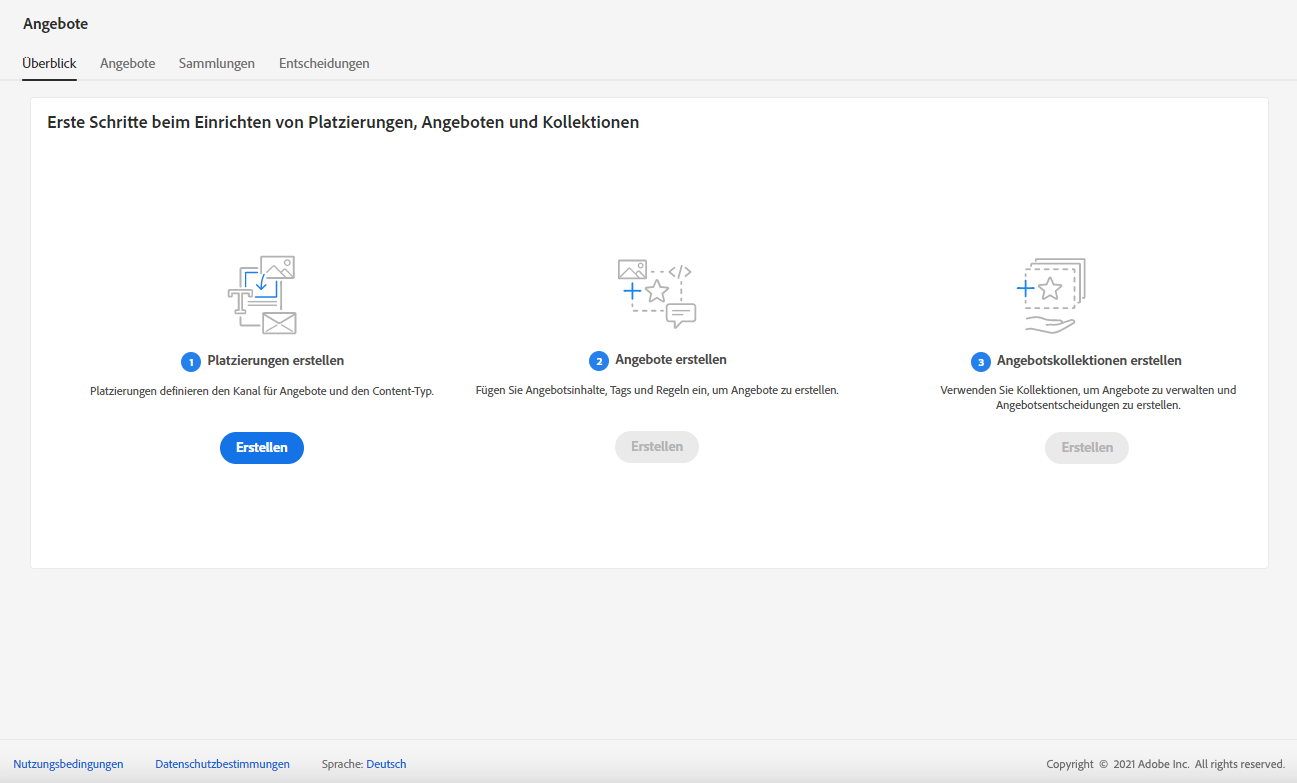 Angebote
Überblick Angebote Sammlungen Entscheidungen
Erste Schritte beim Einrichten von Platzierungen, Angeboten und Kollektionen
1 Platzierungen erstellen
Platzierungen definieren den Kanal für Angebote und den Content-Typ.
Erstellen
2 Angebote erstellen
Fügen Sie Angebotsinhalte, Tags und Regeln ein, um Angebote zu erstellen.
Erstellen
3 Angebotskollektionen erstellen
Verwenden Sie Kollektionen, um Angebote zu verwalten und
Angebotsentscheidungen zu erstellen.
Erstellen
Nutzungsbedingungen Datenschutzbestimmungen Sprache: Deutsch Copyright © 2021 Adobe Inc. All rights reserved.